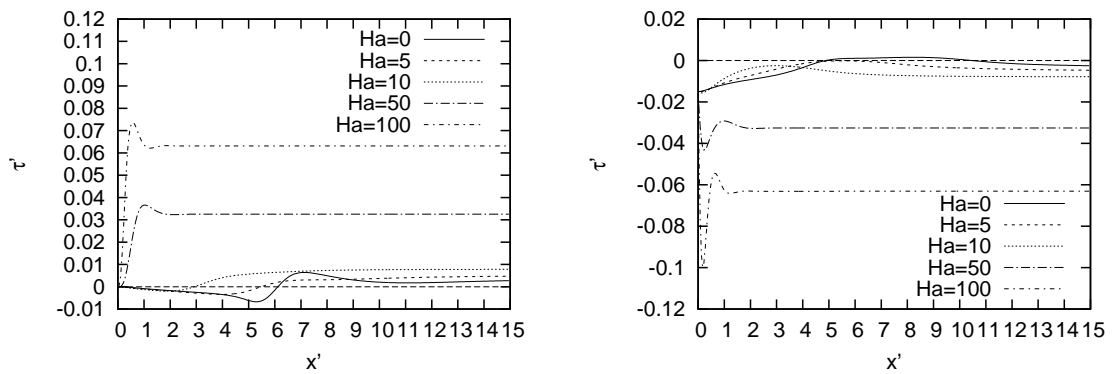 0.12
0.11
0.1
0.09
0.08
0.07
0.06
0.05
0.04
0.03
0.02
0.01
0
-0.01
τ'
Ha=0
Ha=5
Ha=10
Ha=50
Ha=100
0 1 2 3 4 5 6 7 8 9 10 11 12 13 14 15
x'
0.02
0
-0.02
-0.04
-0.06
-0.08
-0.1
-0.12
τ'
Ha=0
Ha=5
Ha=10
Ha=50
Ha=100
0 1 2 3 4 5 6 7 8 9 10 11 12 13 14 15
x'